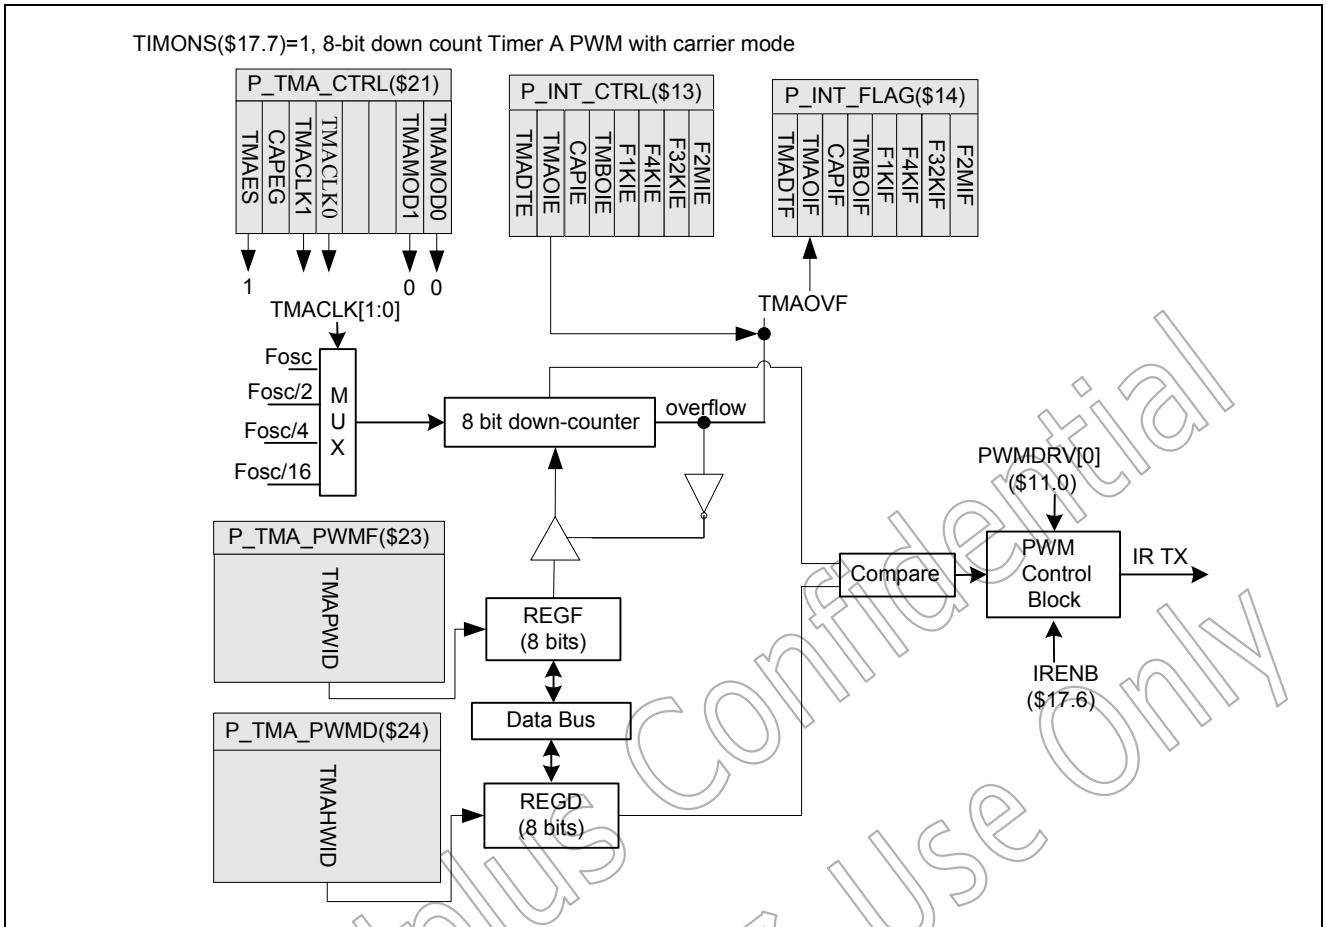 TIMONS($17.7)=1, 8-bit down count Timer A PWM with carrier mode
P_TMA_CTRL($21)
TMAES
CAPEG
TMACLK1
TMACLK0
TMAMOD1
TMAMOD0
1
0
0
P_INT_CTRL($13)
TMADTE
TMAOIE
CAPIE
TMBOIE
F1KIE
F4KIE
F32KIE
F2MIE
P_INT_FLAG($14)
TMADTF
TMAOIF
CAPIF
TMBOIF
F1KIF
F4KIF
F32KIF
F2MIF
TMAOVF
TMACLK[1:0]
Fosc
Fosc/2
Fosc/4
Fosc/16
M
U
X
8 bit down-counter
overflow
P_TMA_PWMF($23)
TMAPWID
REGF
(8 bits)
Data Bus
P_TMA_PWMD($24)
TMAHWID
REGD
(8 bits)
Compare
PWMDRV[0]
($11.0)
PWM
Control
Block
IR TX
IRENB
($17.6)
Confidential
Use Only